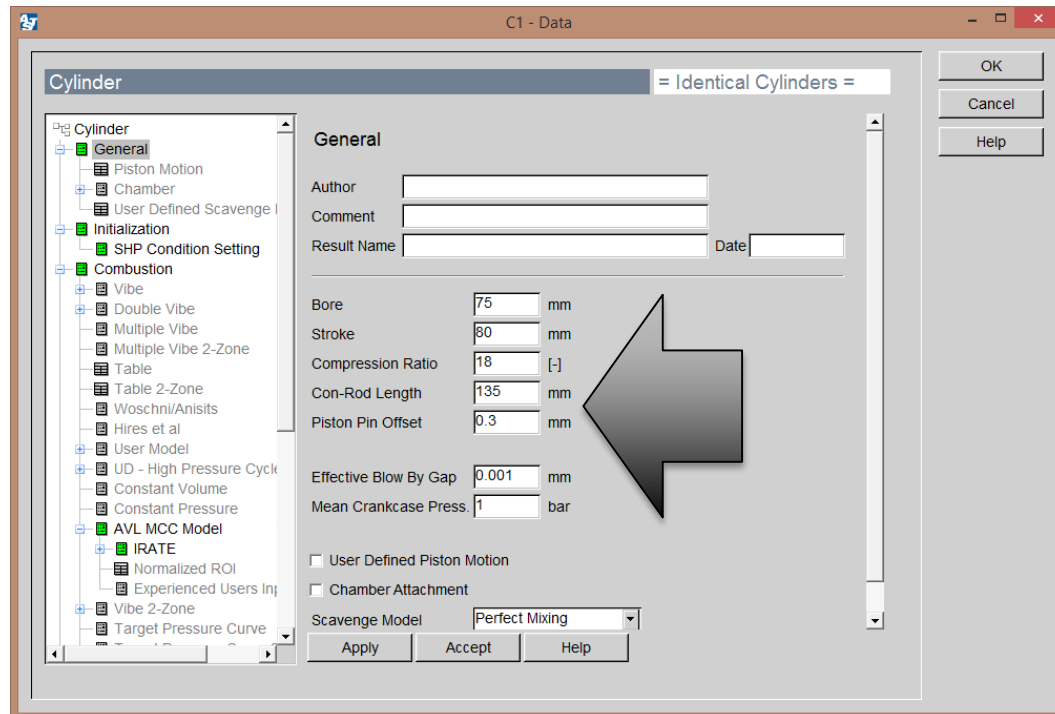 C1 - Data
Cylinder
= Identical Cylinders =
OK
Cancel
Help
Cylinder
General
Piston Motion
Chamber
User Defined Scavenge
Initialization
SHP Condition Setting
Combustion
Vibe
Double Vibe
Multiple Vibe
Multiple Vibe 2-Zone
Table
Table 2-Zone
Woschni/Anisits
Hires et al
User Model
UD - High Pressure Cycle
Constant Volume
Constant Pressure
AVL MCC Model
IRATE
Normalized ROI
Experienced Users
Vibe 2-Zone
Target Pressure Curve
General
Author
Comment
Result Name Date
Bore 75 mm
Stroke 80 mm
Compression Ratio 18 [-]
Con-Rod Length 135 mm
Piston Pin Offset 0.3 mm
Effective Blow By Gap 0.001 mm
Mean Crankcase Press. 1 bar
User Defined Piston Motion
Chamber Attachment
Scavenge Model Perfect Mixing
Apply Accept Help